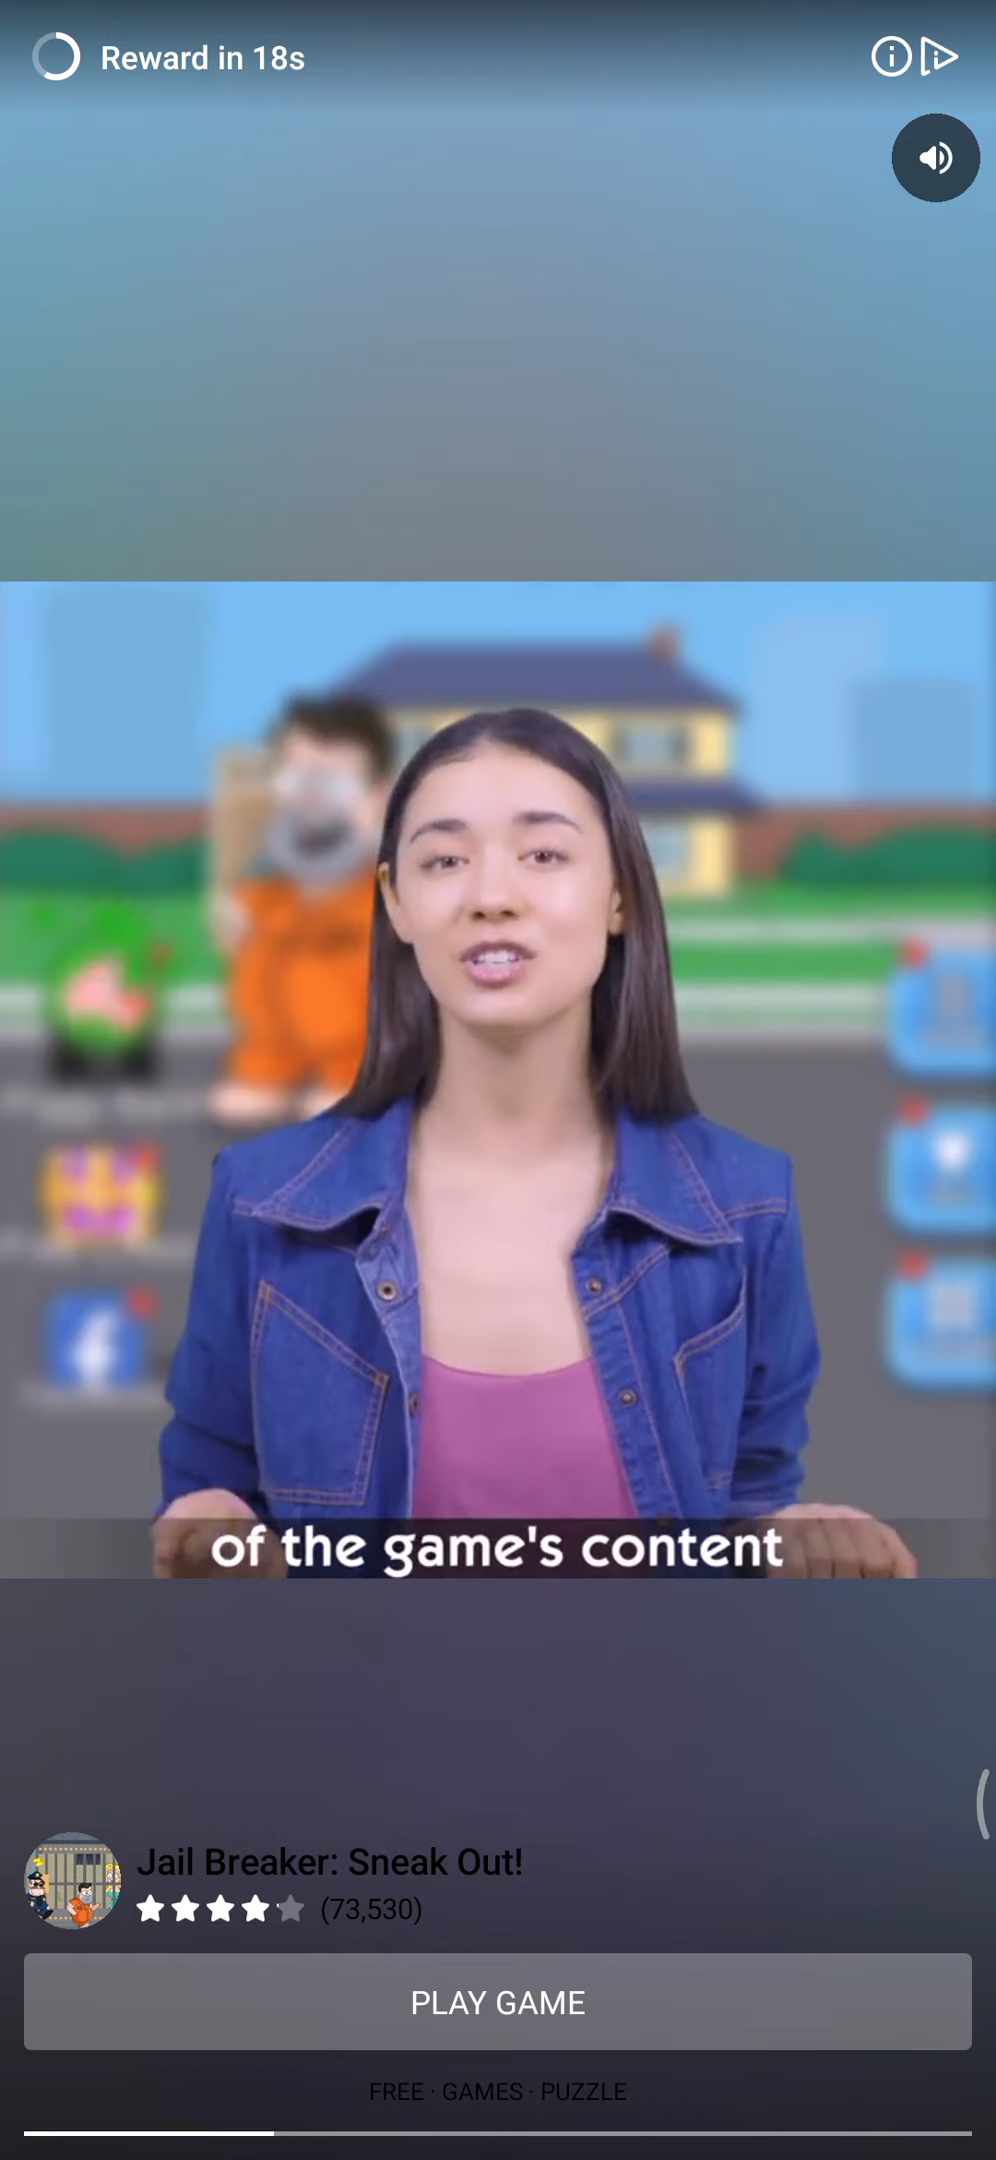 Reward in 18s
of the game's content
Jail Breaker: Sneak Out!
(73,530)
PLAY GAME
FREE · GAMES · PUZZLE